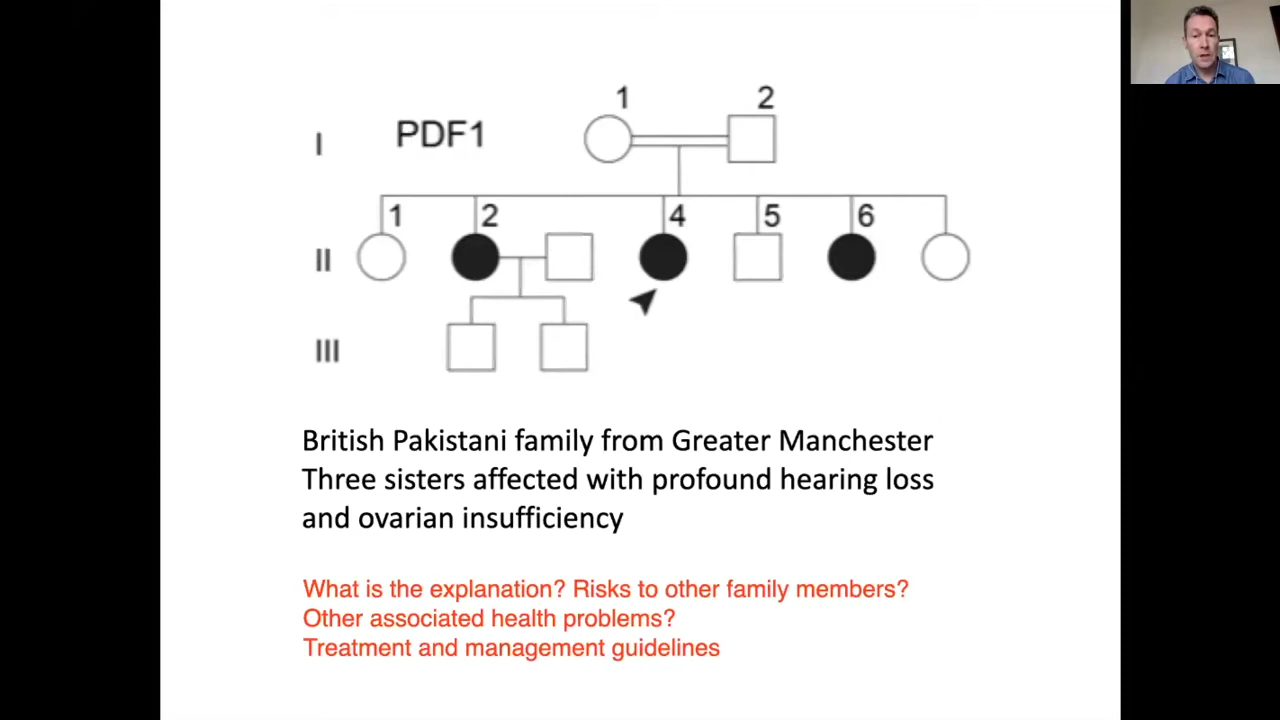 1 2
I PDF1
1 2 4 5 6
II
III
British Pakistani family from Greater Manchester
Three sisters affected with profound hearing loss
and ovarian insufficiency
What is the explanation? Risks to other family members?
Other associated health problems?
Treatment and management guidelines